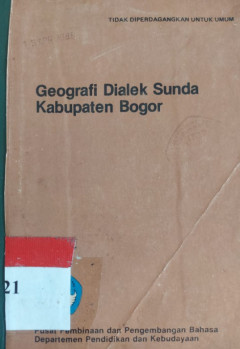 TIDAK DIPERDAGANGKAN UNTUK UMUM
Geografi Dialek Sunda
Kabupaten Bogor
21
Pusat Pembinaan dan Pengembangan Bahasa
Departemen Pendidikan dan Kebudayaan